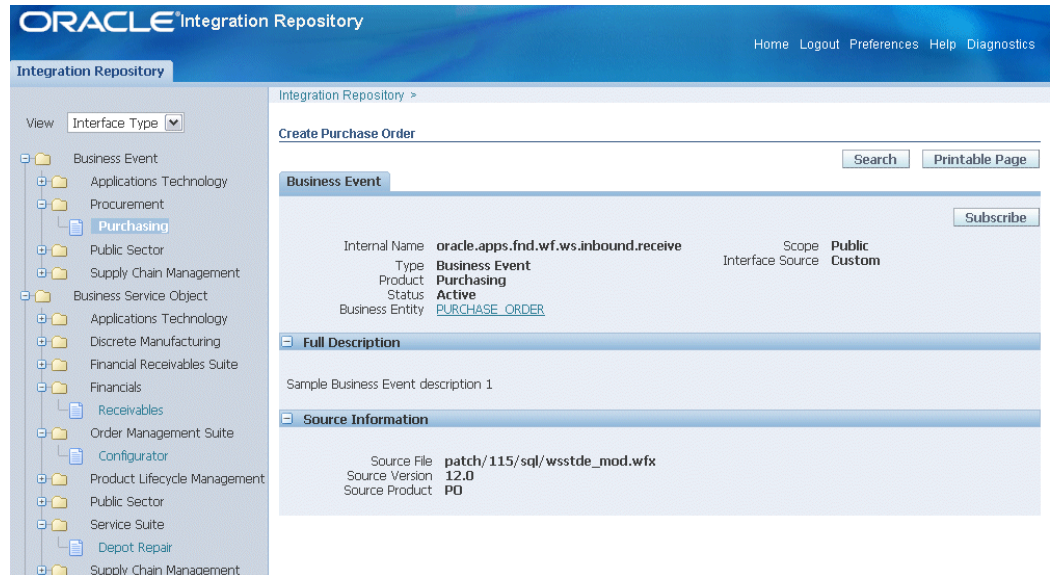 ORACLE Integration Repository
Home Logout Preferences Help Diagnostics
Integration Repository
View Interface Type
Business Event
Applications Technology
Procurement
Purchasing
Public Sector
Supply Chain Management
Business Service Object
Applications Technology
Discrete Manufacturing
Financial Receivables Suite
Financials
Receivables
Order Management Suite
Configurator
Product Lifecycle Management
Public Sector
Service Suite
Depot Repair
Supply Chain Management
Integration Repository >
Create Purchase Order
Search Printable Page
Business Event
Subscribe
Internal Name oracle.apps.fnd.wf.ws.inbound.receive
Type Business Event
Product Purchasing
Status Active
Business Entity PURCHASE_ORDER
Scope Public
Interface Source Custom
Full Description
Sample Business Event description 1
Source Information
Source File patch/115/sql/wsstde_mod.wfx
Source Version 12.0
Source Product PO